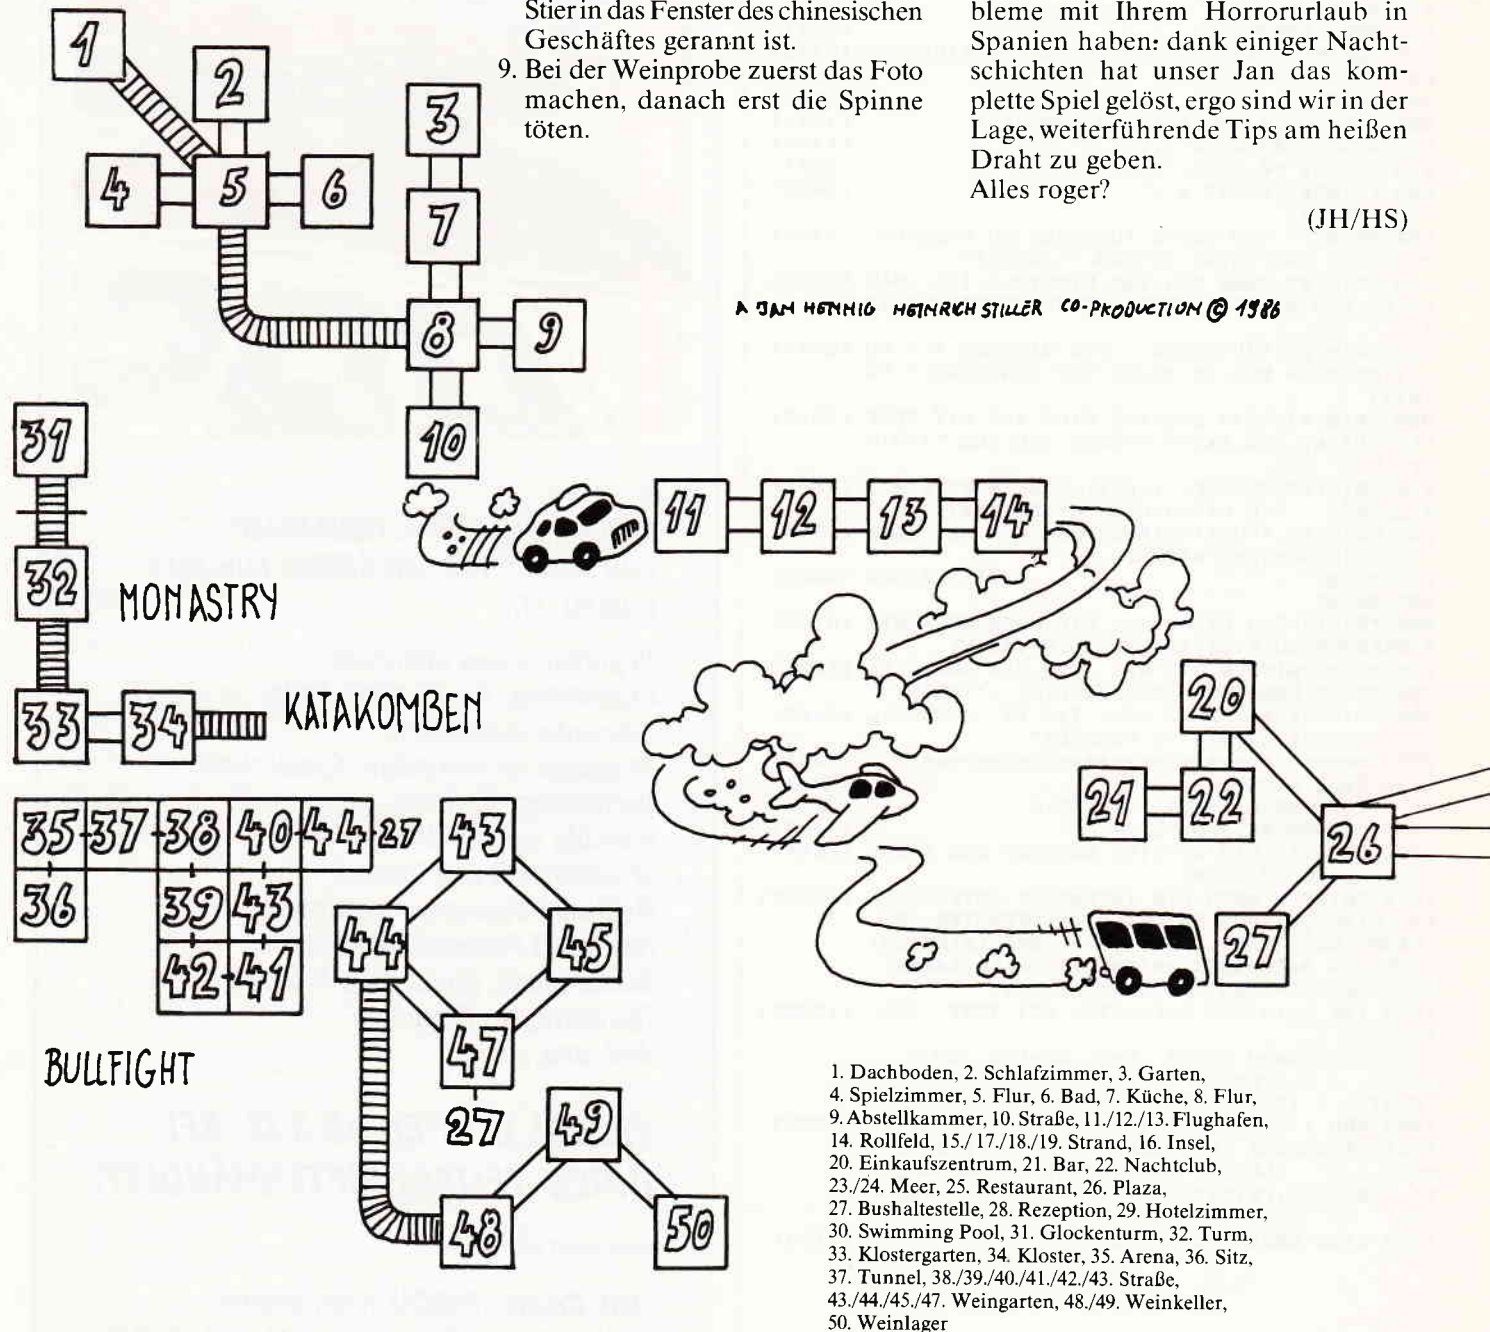 Stier in das Fenster des chinesischen
Geschäftes gerannt ist.
9. Bei der Weinprobe zuerst das Foto
machen, danach erst die Spinne
töten.
bleme mit Ihrem Horrorurlaub in
Spanien haben: dank einiger Nacht-
schichten hat unser Jan das kom-
plette Spiel gelöst, ergo sind wir in der
Lage, weiterführende Tips am heißen
Draht zu geben.
Alles roger?
(JH/HS)
A JAN HENNIG HEINRICH STILLER CO-PRODUCTION © 1986
1
2
3
4 5 6
7
8 9
10
11 12 13 14
31
32
MONASTRY
33 34 KATAKOMBEN
20
21 22
26
27
35-37-38 40-44-27
36 39 43
42-41
43
44 45
47
27
BULLFIGHT
49
48 50
1. Dachboden, 2. Schlafzimmer, 3. Garten,
4. Spielzimmer, 5. Flur, 6. Bad, 7. Küche, 8. Flur,
9. Abstellkammer, 10. Straße, 11./12./13. Flughafen,
14. Rollfeld, 15./17./18./19. Strand, 16. Insel,
20. Einkaufszentrum, 21. Bar, 22. Nachtclub,
23./24. Meer, 25. Restaurant, 26. Plaza,
27. Bushaltestelle, 28. Rezeption, 29. Hotelzimmer,
30. Swimming Pool, 31. Glockenturm, 32. Turm,
33. Klostergarten, 34. Kloster, 35. Arena, 36. Sitz,
37. Tunnel, 38./39./40./41./42./43. Straße,
43./44./45./47. Weingarten, 48./49. Weinkeller,
50. Weinlager